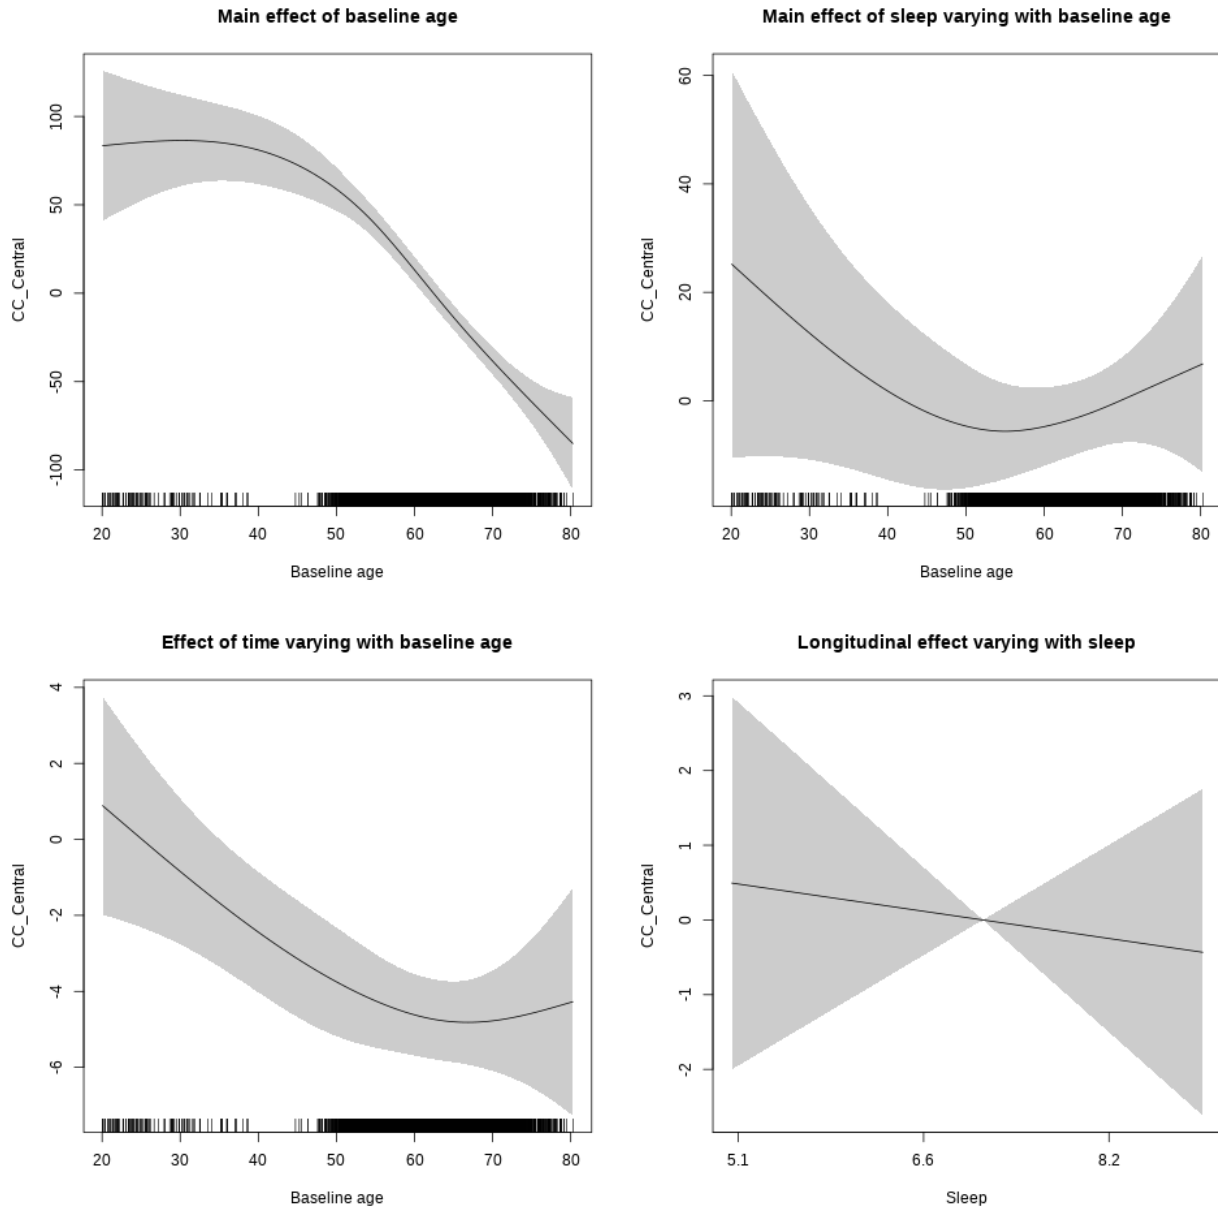 Main effect of baseline age
CC_Central
100
50
0
-50
-100
20 30 40 50 60 70 80
Baseline age
Main effect of sleep varying with baseline age
CC_Central
60
40
20
0
20 30 40 50 60 70 80
Baseline age
Effect of time varying with baseline age
CC_Central
4
2
0
-2
-4
-6
20 30 40 50 60 70 80
Baseline age
Longitudinal effect varying with sleep
CC_Central
3
2
1
0
-1
-2
5.1 6.6 8.2
Sleep